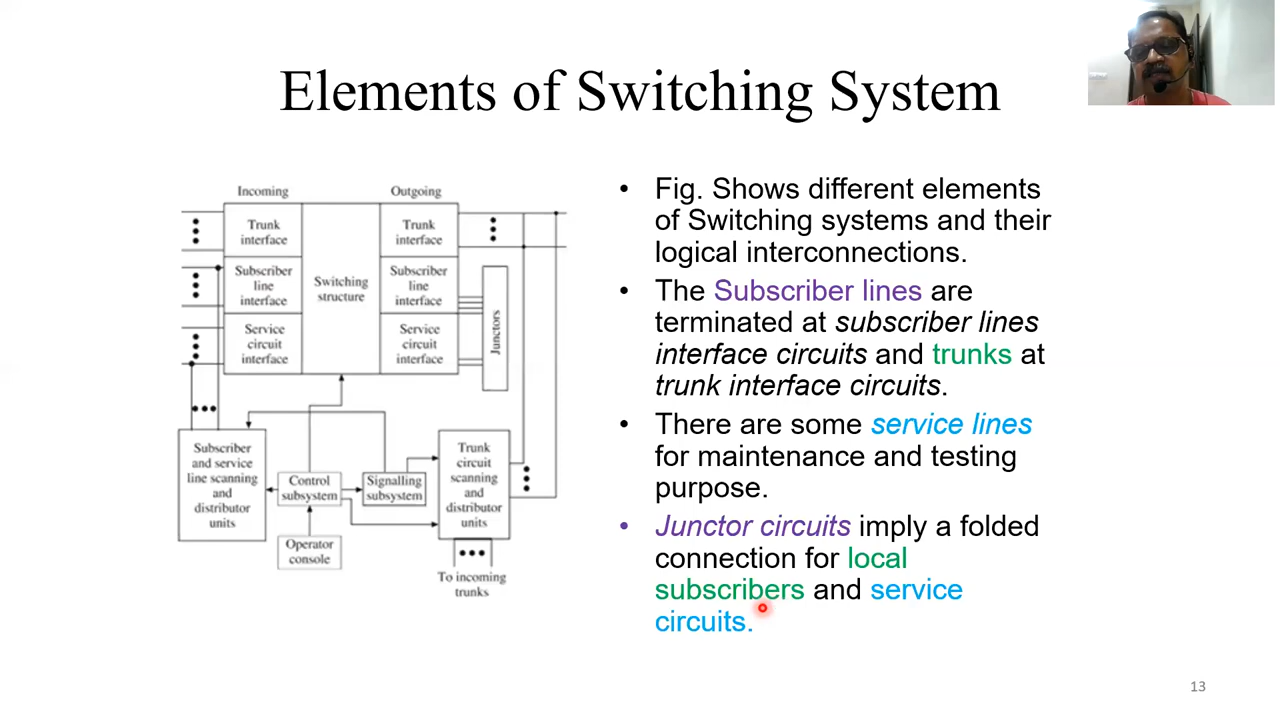 Elements of Switching System
Incoming
Outgoing
Trunk
interface
Subscriber
line
interface
Service
circuit
interface
Switching
structure
Trunk
interface
Subscriber
line
interface
Service
circuit
interface
Junctors
Subscriber
and service
line scanning
and
distributor
units
Control
subsystem
Signalling
subsystem
Trunk
circuit
scanning
and
distributor
units
Operator
console
To incoming
trunks
• Fig. Shows different elements
of Switching systems and their
logical interconnections.
• The Subscriber lines are
terminated at subscriber lines
interface circuits and trunks at
trunk interface circuits.
• There are some service lines
for maintenance and testing
purpose.
• Junctor circuits imply a folded
connection for local
subscribers and service
circuits.
13